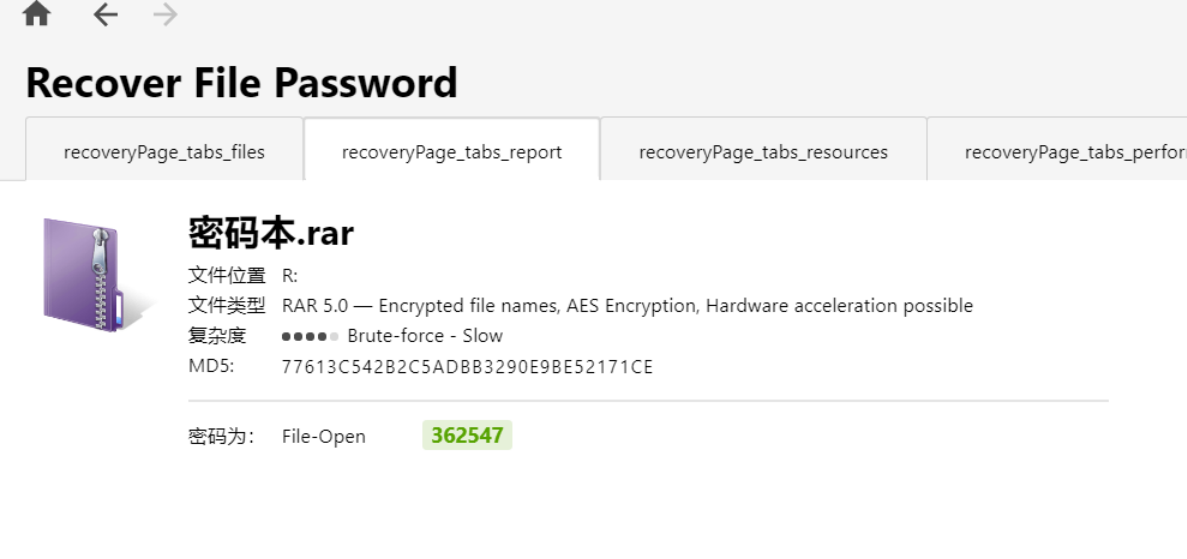 Recover File Password
recoveryPage_tabs_files recoveryPage_tabs_report recoveryPage_tabs_resources recoveryPage_tabs_perfor
密码本.rar
文件位置 R:
文件类型 RAR 5.0 — Encrypted file names, AES Encryption, Hardware acceleration possible
复杂度 Brute-force - Slow
MD5: 77613C542B2C5ADBB3290E9BE52171CE
密码为: File-Open 362547